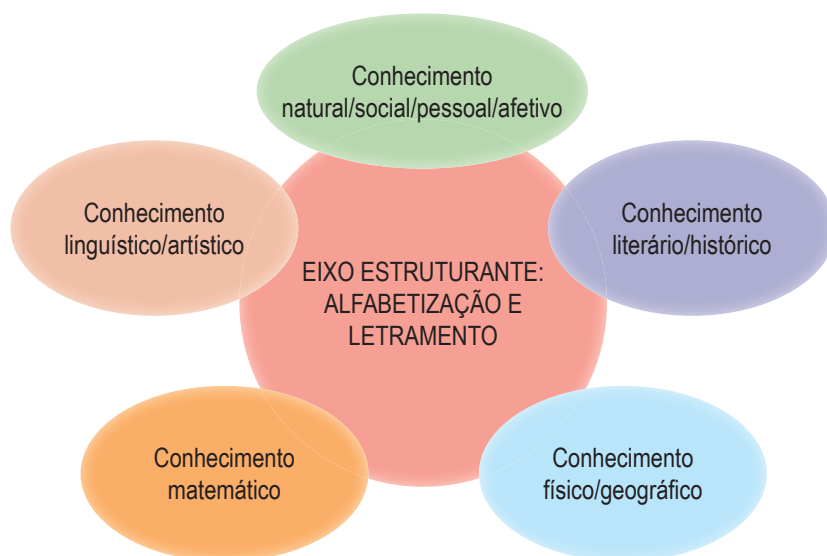 Conhecimento
natural/social/pessoal/afetivo
Conhecimento
linguístico/artístico
Conhecimento
literário/histórico
EIXO ESTRUTURANTE:
ALFABETIZAÇÃO E
LETRAMENTO
Conhecimento
matemático
Conhecimento
físico/geográfico